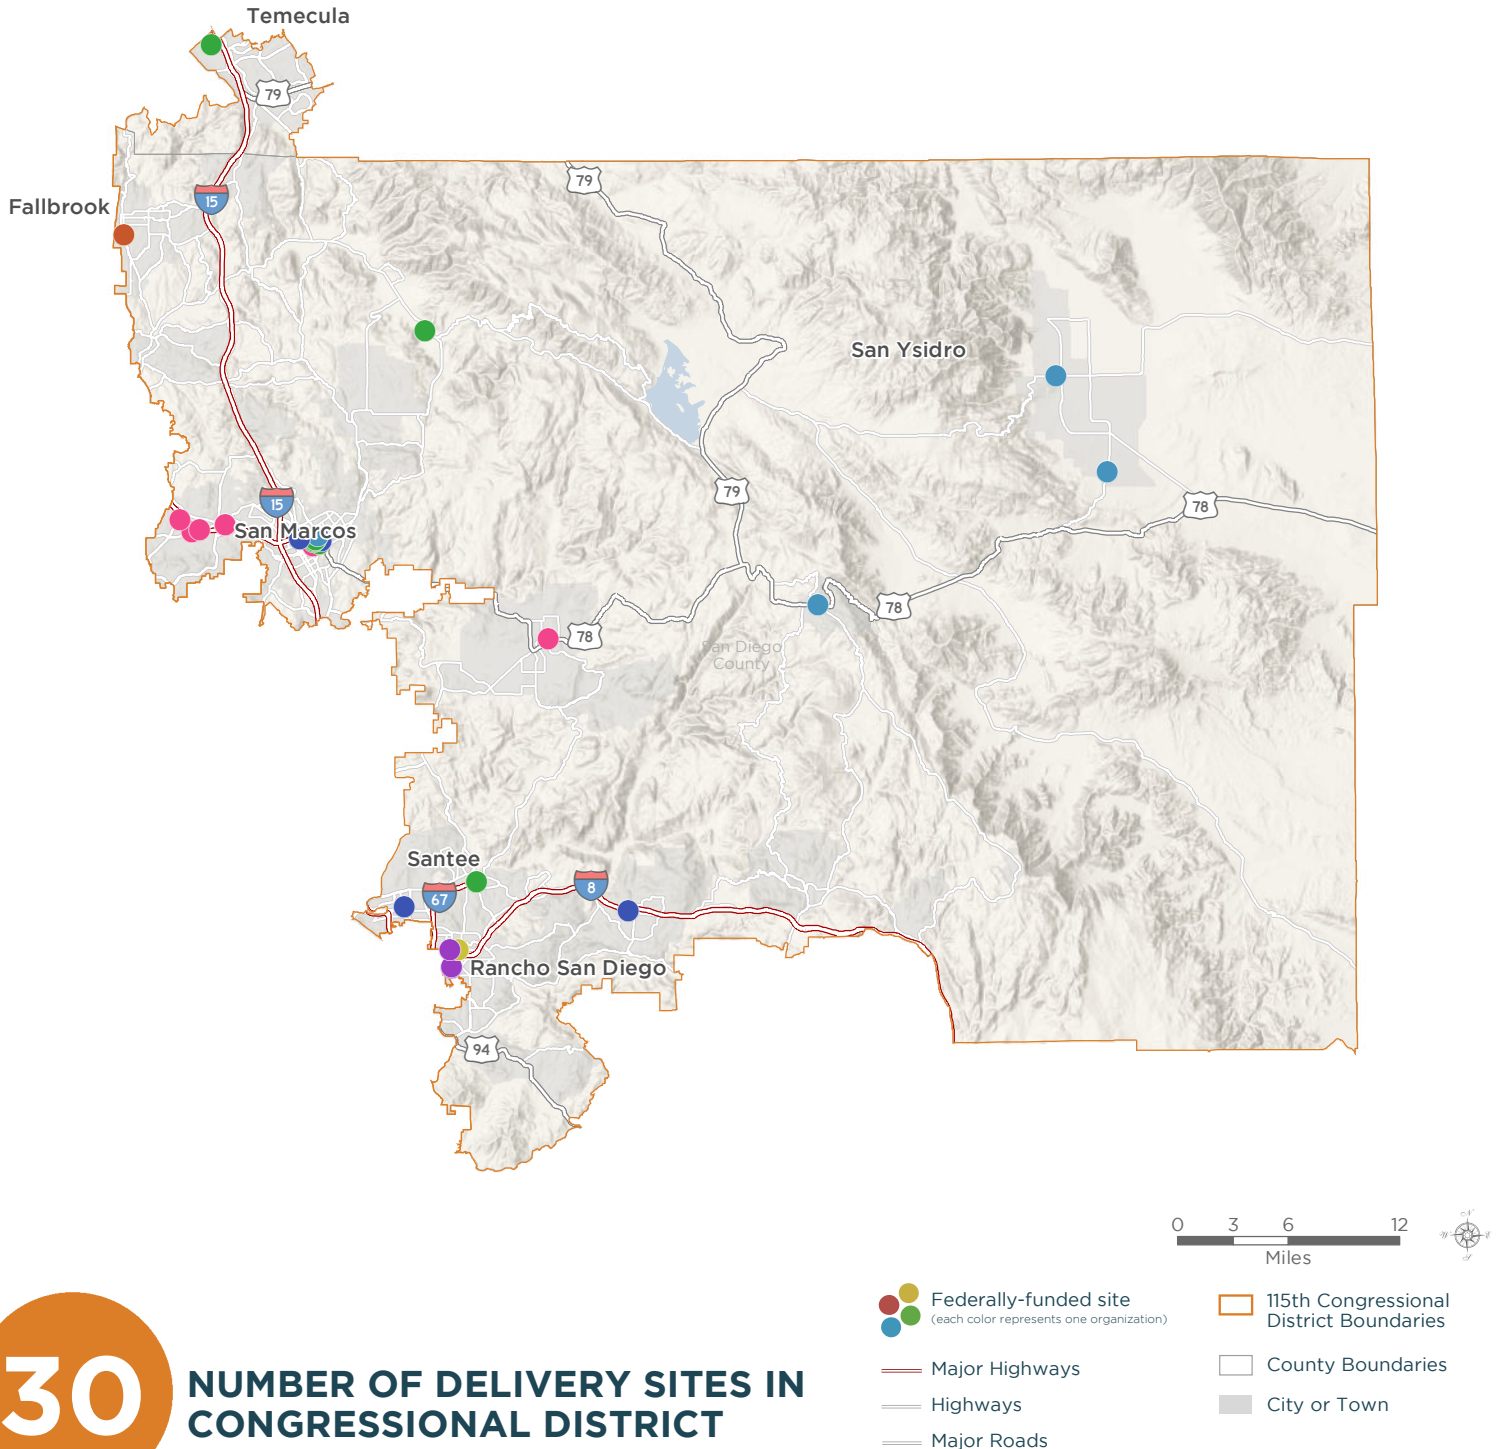 Temecula
79
79
15
Fallbrook
San Ysidro
79
78
15
San Marcos
78
78
San Diego
County
Santee
67
8
Rancho San Diego
94
0 3 6 12
Miles
N
W E
S
Federally-funded site
(each color represents one organization)
Major Highways
Highways
Major Roads
115th Congressional
District Boundaries
County Boundaries
City or Town
30
NUMBER OF DELIVERY SITES IN
CONGRESSIONAL DISTRICT